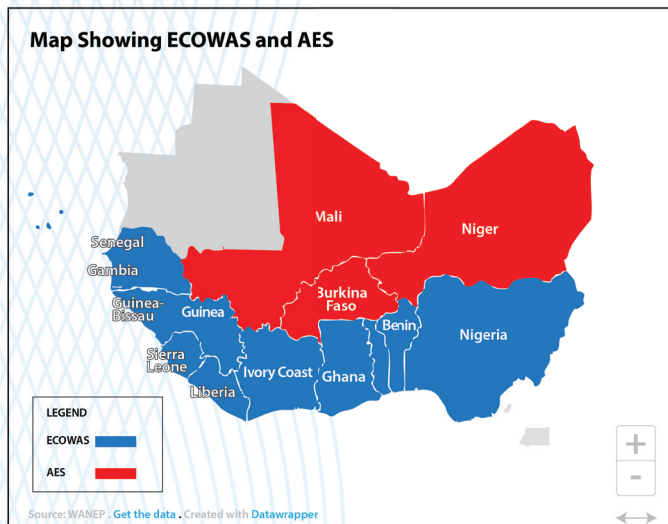 Map Showing ECOWAS and AES
Mali
Niger
Senegal
Gambia
Burkina
Faso
Guinea-
Bissau
Guinea
Benin
Nigeria
Sierra
Leone
Ivory Coast
Ghana
Liberia
LEGEND
ECOWAS
AES
+
-
Source: WANEP . Get the data . Created with Datawrapper